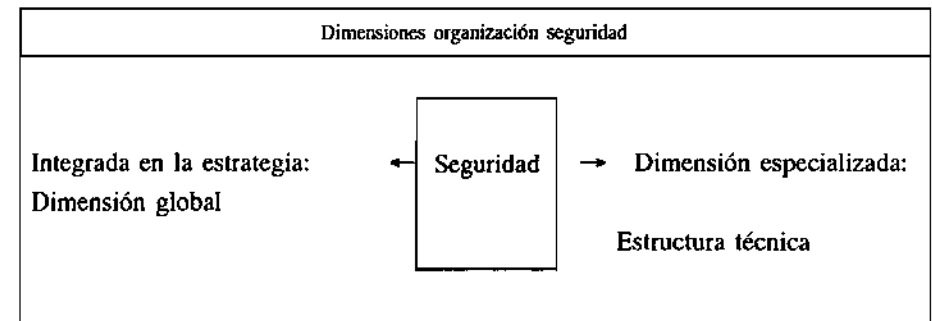 Dimensiones organización seguridad
Integrada en la estrategia:
Dimensión global
Seguridad
Dimensión especializada:
Estructura técnica